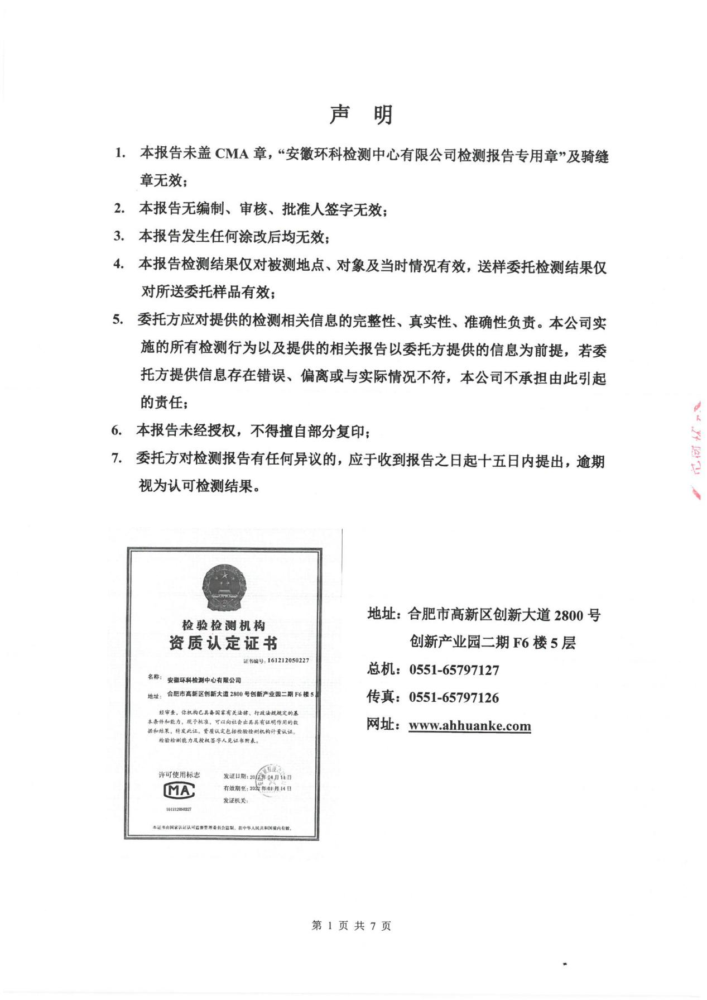 声 明
1. 本报告未盖 CMA 章，“安徽环科检测中心有限公司检测报告专用章”及骑缝
章无效；
2. 本报告无编制、审核、批准人签字无效；
3. 本报告发生任何涂改后均无效；
4. 本报告检测结果仅对被测地点、对象及当时情况有效，送样委托检测结果仅
对所送委托样品有效；
5. 委托方应对提供的检测相关信息的完整性、真实性、准确性负责。本公司实
施的所有检测行为以及提供的相关报告以委托方提供的信息为前提，若委
托方提供信息存在错误、偏离或与实际情况不符，本公司不承担由此引起
的责任；
6. 本报告未经授权，不得擅自部分复印；
7. 委托方对检测报告有任何异议的，应于收到报告之日起十五日内提出，逾期
视为认可检测结果。
检验检测机构
资质认定证书
证书编号：161212050227
名称：安徽环科检测中心有限公司
地址：合肥市高新区创新大道 2800 号创新产业园二期 F6 楼 5
经审查，你机构已具备国家有关法律、行政法规规定的基
本条件和能力，现予批准，可以向社会出具具有证明作用的数
据和结果，特发此证。资质认定包括检验检测机构计量认证。
检验检测能力及授权签字人见证书附表。
许可使用标志
MA
161212050227
发证日期：2017年 04 月 11 日
有效期至：2022 年 01 月 14 日
发证机关：
本证书由国家认证认可监督管理委员会监制，在中华人民共和国境内有效。
地址：合肥市高新区创新大道 2800 号
创新产业园二期 F6 楼 5 层
总机：0551-65797127
传真：0551-65797126
网址：www.ahhuanke.com
第 1 页 共 7 页